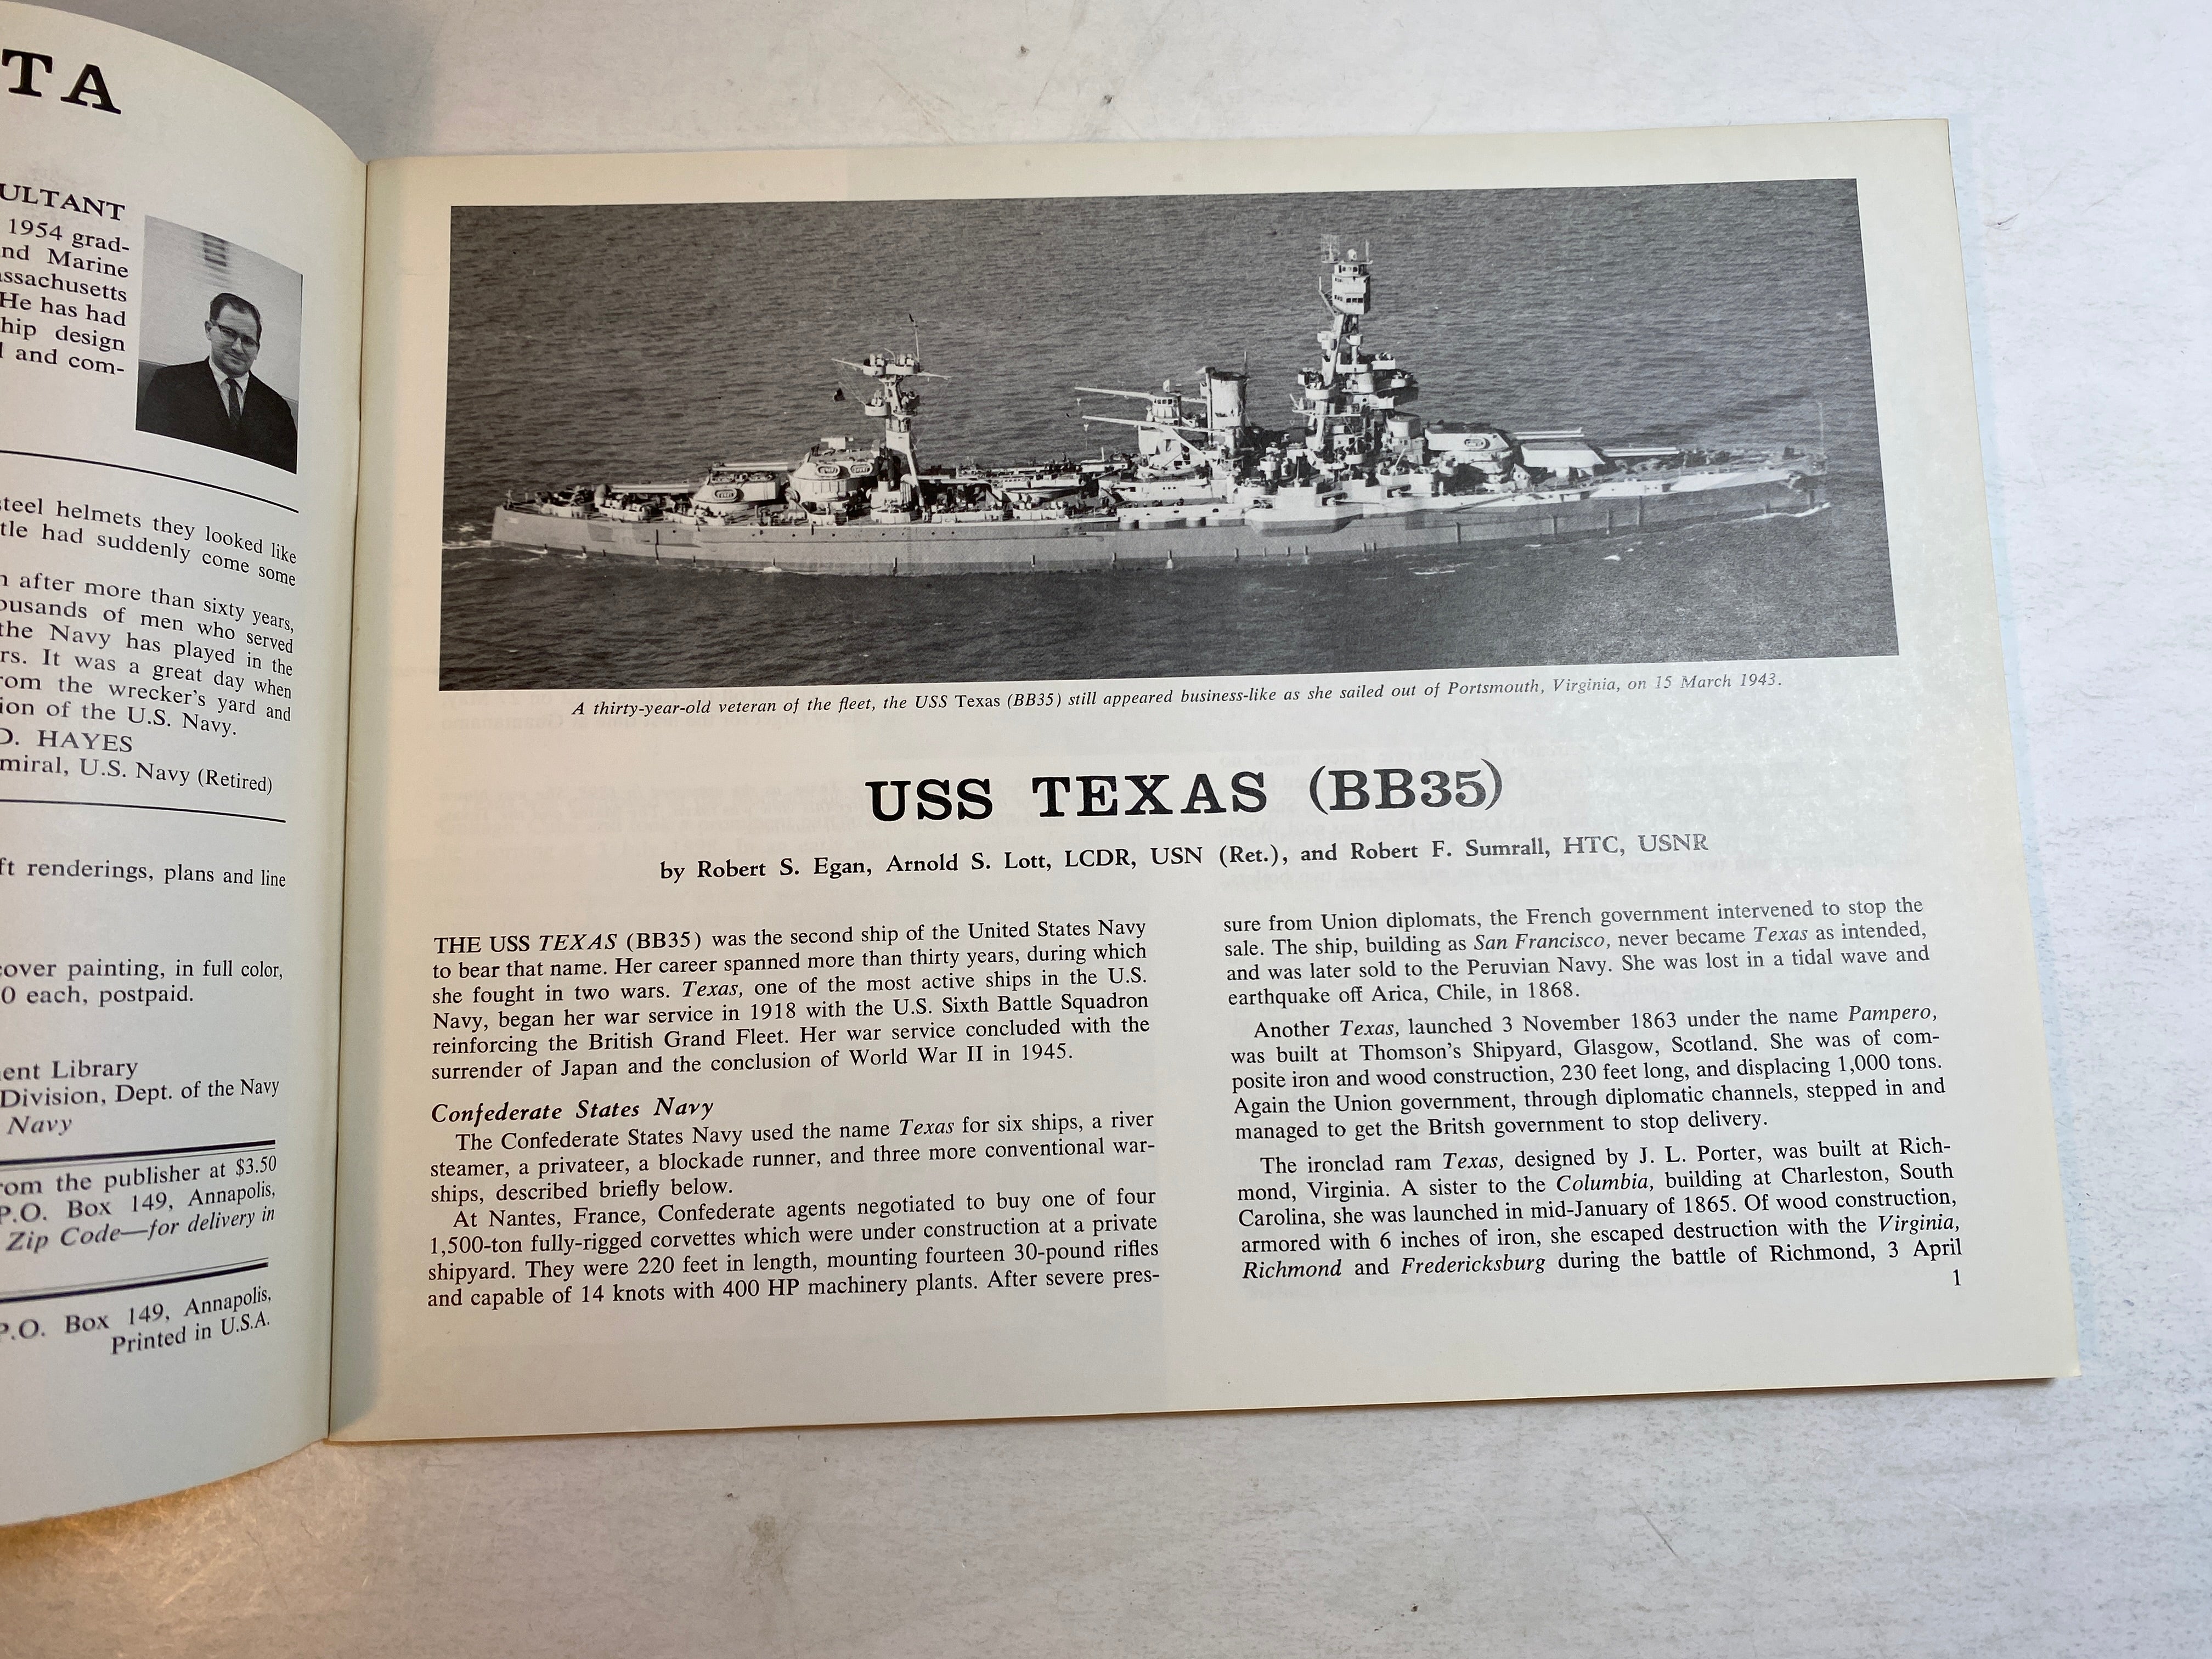 TA
ULTANT
1954 grad-
nd Marine
ssachusetts
He has had
hip design
and com-
steel helmets they looked like
tle had suddenly come some
after more than sixty years,
ousands of men who served
the Navy has played in the
rs. It was a great day when
rom the wrecker's yard and
ion of the U.S. Navy.
D. HAYES
miral, U.S. Navy (Retired)
ft renderings, plans and line
cover painting, in full color,
0 each, postpaid.
ent Library
Division, Dept. of the Navy
Navy
rom the publisher at $3.50
P.O. Box 149, Annapolis,
Zip Code—for delivery in
P.O. Box 149, Annapolis,
Printed in U.S.A.
A thirty-year-old veteran of the fleet, the USS Texas (BB35) still appeared business-like as she sailed out of Portsmouth, Virginia, on 15 March 1943.
USS TEXAS (BB35)
by Robert S. Egan, Arnold S. Lott, LCDR, USN (Ret.), and Robert F. Sumrall, HTC, USNR
THE USS TEXAS (BB35) was the second ship of the United States Navy
to bear that name. Her career spanned more than thirty years, during which
she fought in two wars. Texas, one of the most active ships in the U.S.
Navy, began her war service in 1918 with the U.S. Sixth Battle Squadron
reinforcing the British Grand Fleet. Her war service concluded with the
surrender of Japan and the conclusion of World War II in 1945.
Confederate States Navy
The Confederate States Navy used the name Texas for six ships, a river
steamer, a privateer, a blockade runner, and three more conventional war-
ships, described briefly below.
At Nantes, France, Confederate agents negotiated to buy one of four
1,500-ton fully-rigged corvettes which were under construction at a private
shipyard. They were 220 feet in length, mounting fourteen 30-pound rifles
and capable of 14 knots with 400 HP machinery plants. After severe pres-
sure from Union diplomats, the French government intervened to stop the
sale. The ship, building as San Francisco, never became Texas as intended,
and was later sold to the Peruvian Navy. She was lost in a tidal wave and
earthquake off Arica, Chile, in 1868.
Another Texas, launched 3 November 1863 under the name Pampero,
was built at Thomson's Shipyard, Glasgow, Scotland. She was of com-
posite iron and wood construction, 230 feet long, and displacing 1,000 tons.
Again the Union government, through diplomatic channels, stepped in and
managed to get the Britsh government to stop delivery.
The ironclad ram Texas, designed by J. L. Porter, was built at Rich-
mond, Virginia. A sister to the Columbia, building at Charleston, South
Carolina, she was launched in mid-January of 1865. Of wood construction,
armored with 6 inches of iron, she escaped destruction with the Virginia,
Richmond and Fredericksburg during the battle of Richmond, 3 April
1